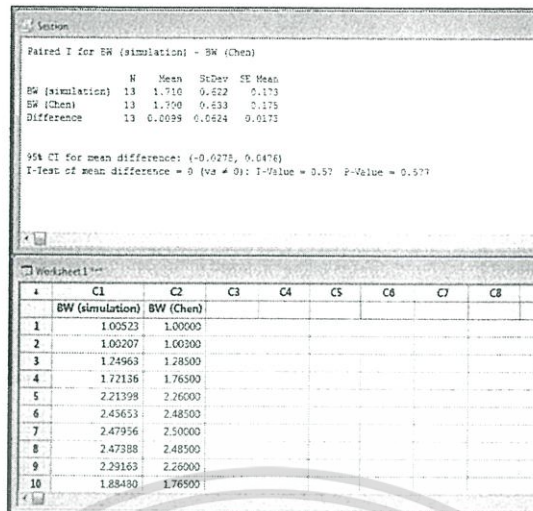 Session
Paired T for BW (simulation) - BW (Chen)
N Mean StDev SE Mean
BW (simulation) 13 1.710 0.622 0.173
BW (Chen) 13 1.700 0.633 0.175
Difference 13 0.0099 0.0624 0.0173
95% CI for mean difference: (-0.0278, 0.0476)
T-Test of mean difference = 0 (vs ≠ 0): T-Value = 0.57 P-Value = 0.577
Worksheet 1 ***
C1 C2 C3 C4 C5 C6 C7 C8
BW (simulation) BW (Chen)
1 1.00523 1.00000
2 1.00207 1.00300
3 1.24963 1.28500
4 1.72136 1.76500
5 2.21398 2.26000
6 2.45653 2.48500
7 2.47956 2.50000
8 2.47388 2.48500
9 2.29163 2.26000
10 1.88480 1.76500